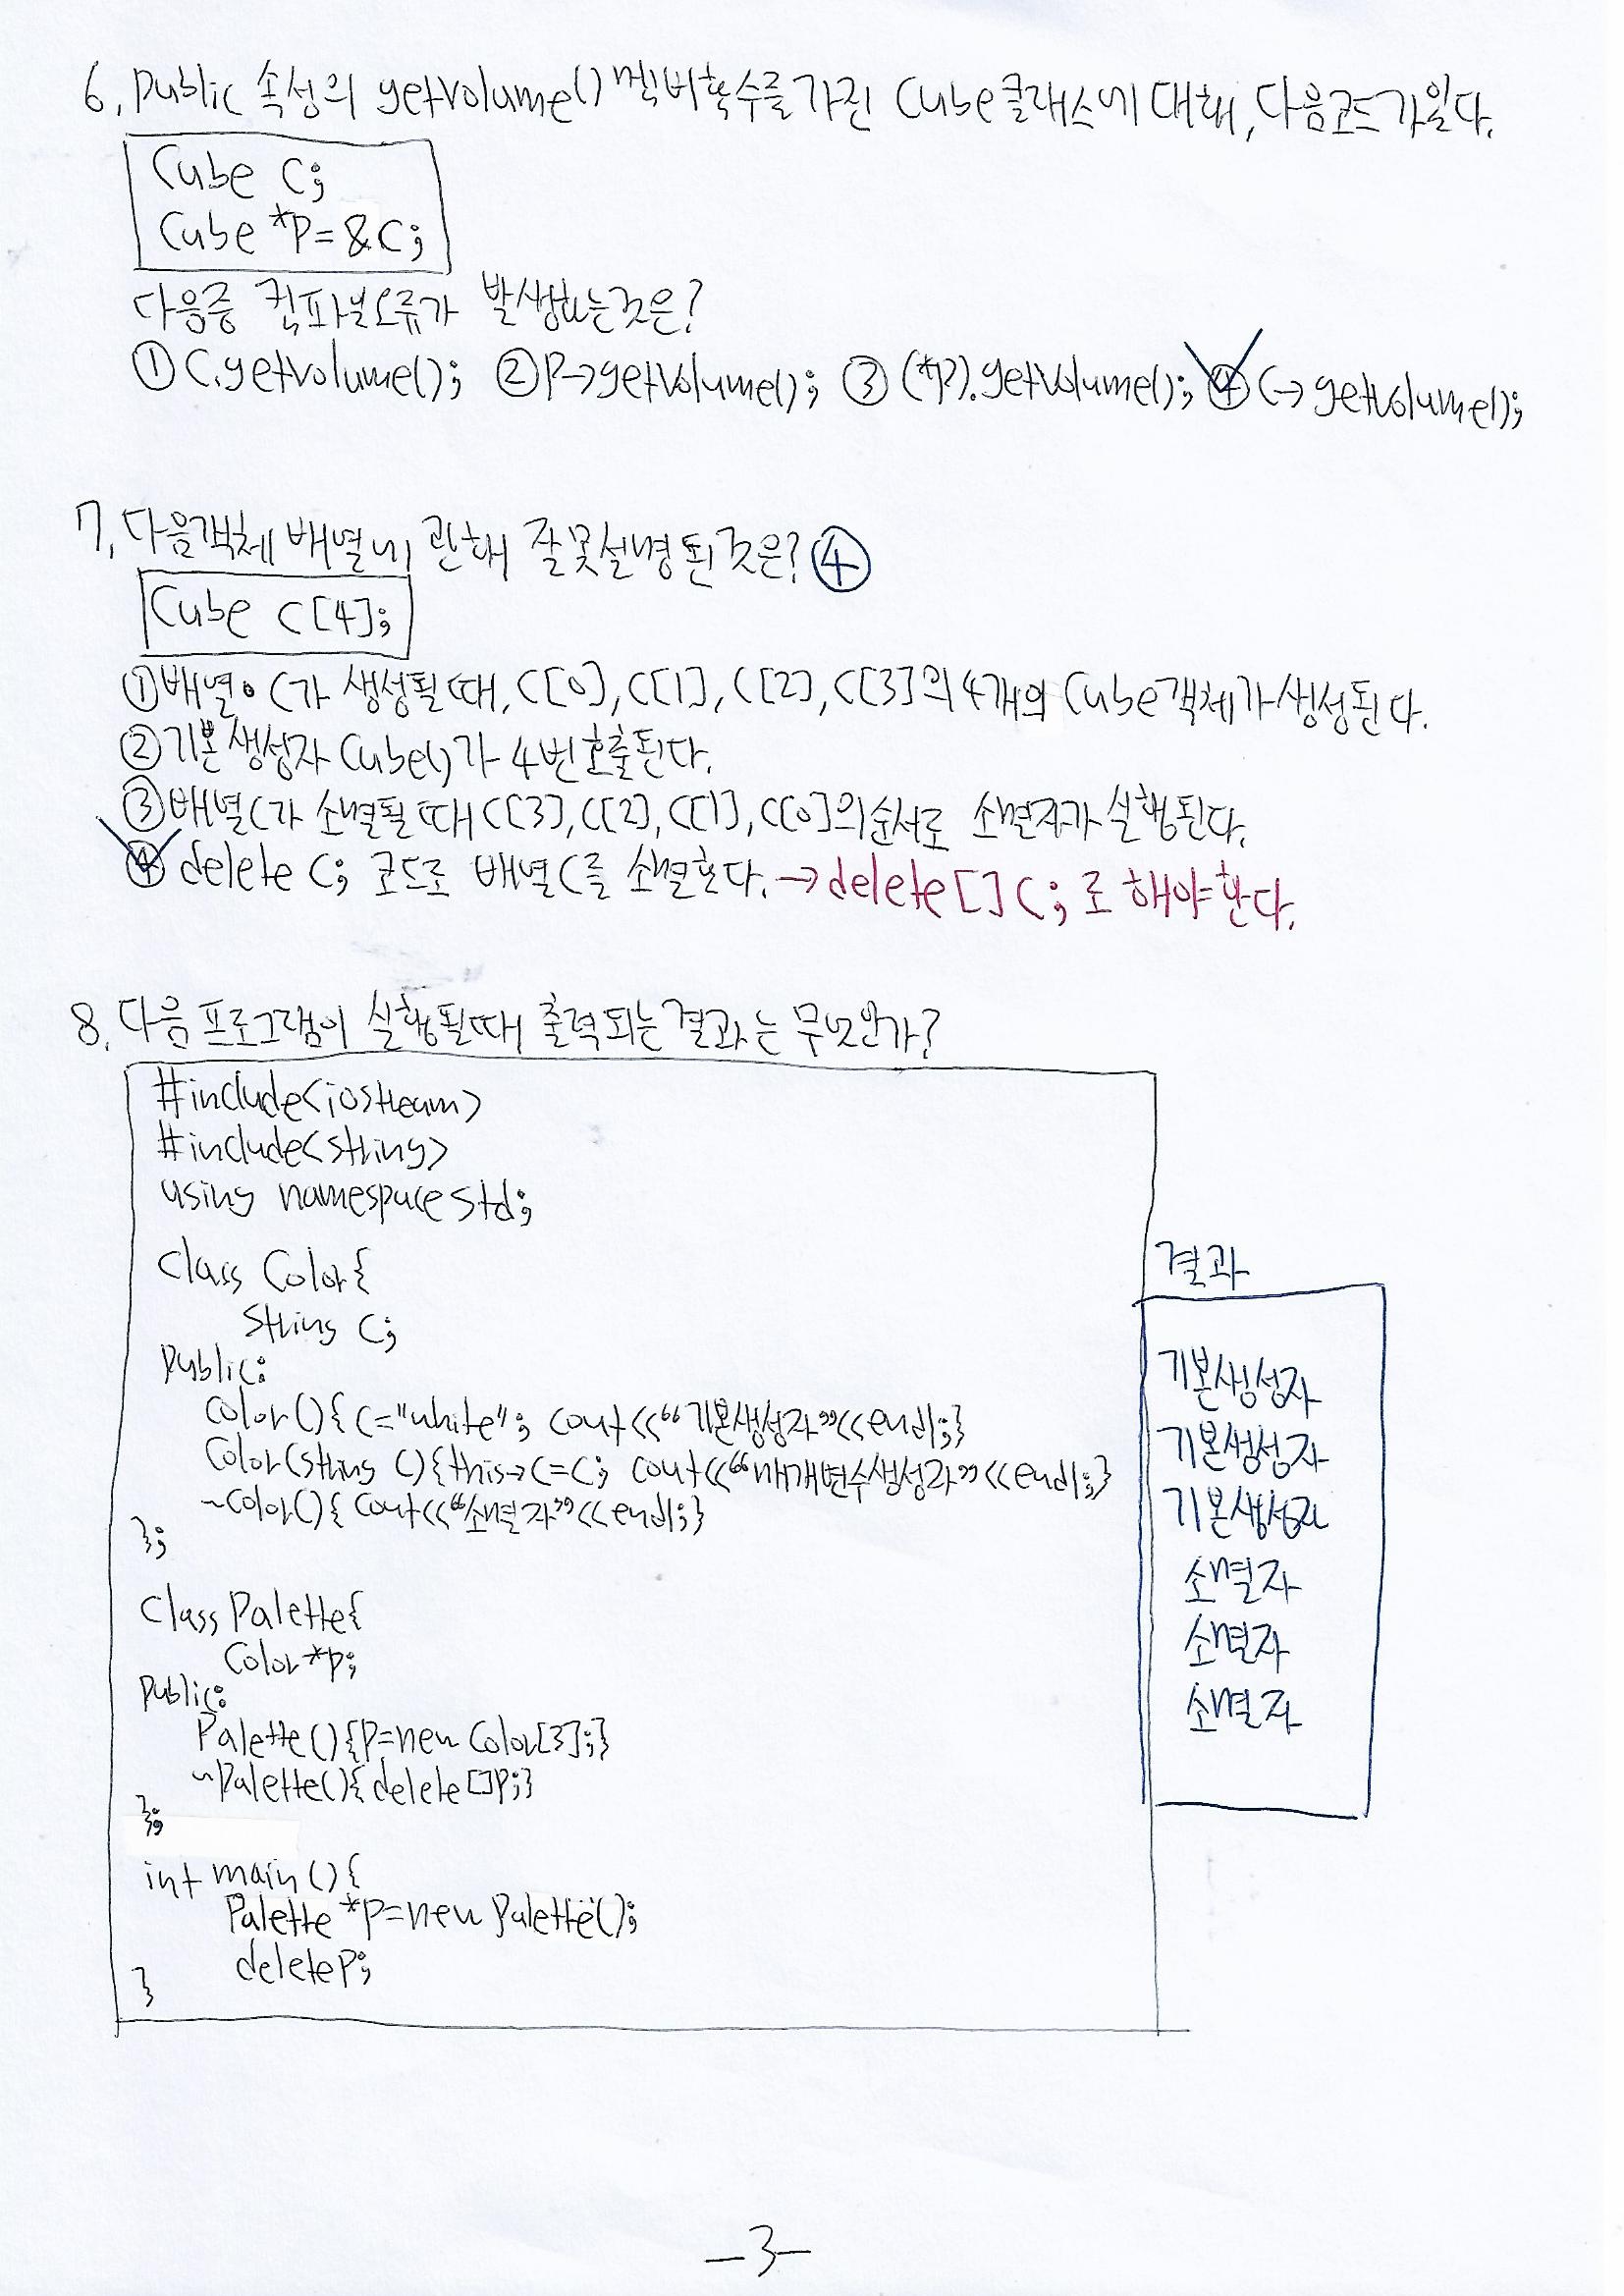 6. public 속성의 getVolume() 멤버함수를 가진 Cube클래스에 대해, 다음코드가있다.
Cube C;
Cube *P=&C;
다음중 컴파일오류가 발생하는것은?
① C.getVolume(); ② P->getVolume(); ③ (*P).getVolume(); ④ C->getVolume();
7. 다음객체 배열에 관해 잘못설명된것은? ④
Cube C[4];
① 배열 C가 생성될때, C[0], C[1], C[2], C[3]의 4개의 Cube객체가 생성된다.
② 기본생성자 Cube()가 4번 호출된다.
③ 배열C가 소멸될때 C[3], C[2], C[1], C[0]의순서로 소멸자가 실행된다.
④ delete C; 코드로 배열C를 소멸한다. → delete[] C; 로 해야한다.
8. 다음 프로그램이 실행될때 출력되는 결과는 무엇인가?
#include<iostream>
#include<string>
using namespace std;
class Color{
string C;
public:
Color(){C="white"; cout<<"기본생성자"<<endl;}
Color(string C){this->C=C; cout<<"매개변수생성자"<<endl;}
~Color(){cout<<"소멸자"<<endl;}
};
class Palette{
Color*p;
public:
Palette(){P=new Color[3];}
~Palette(){delete[]P;}
};
int main(){
Palette *P=new Palette();
delete P;
}
결과
기본생성자
기본생성자
기본생성자
소멸자
소멸자
소멸자
-3-